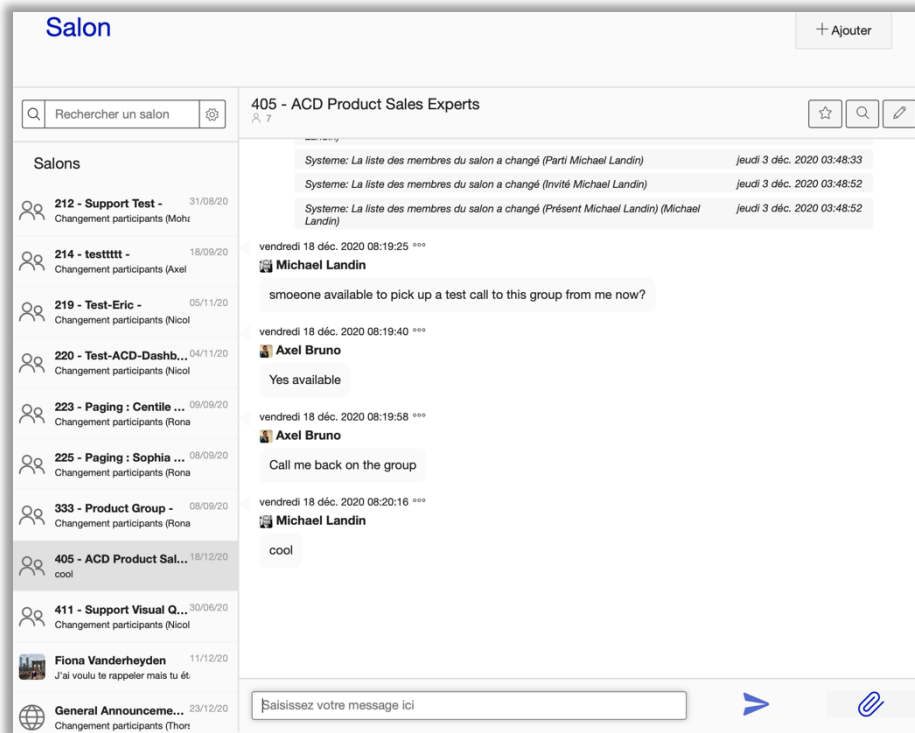 Salon
Ajouter
Rechercher un salon
405 - ACD Product Sales Experts
7
Salons
212 - Support Test -
31/08/20
Changement participants (Moha
214 - testtttt -
18/09/20
Changement participants (Axel
219 - Test-Eric -
05/11/20
Changement participants (Nicol
220 - Test-ACD-Dashb...
04/11/20
Changement participants (Nicol
223 - Paging : Centile ...
09/09/20
Changement participants (Rona
225 - Paging : Sophia ...
08/09/20
Changement participants (Rona
333 - Product Group -
08/09/20
Changement participants (Rona
405 - ACD Product Sal...
18/12/20
cool
411 - Support Visual Q...
30/06/20
Changement participants (Nicol
Fiona Vanderheyden
11/12/20
J'ai voulu te rappeler mais tu ét
General Announceme...
23/12/20
Changement participants (Thors
Systeme: La liste des membres du salon a changé (Parti Michael Landin)
jeudi 3 déc. 2020 03:48:33
Systeme: La liste des membres du salon a changé (Invité Michael Landin)
jeudi 3 déc. 2020 03:48:52
Systeme: La liste des membres du salon a changé (Présent Michael Landin) (Michael
Landin)
jeudi 3 déc. 2020 03:48:52
vendredi 18 déc. 2020 08:19:25
Michael Landin
smoeone available to pick up a test call to this group from me now?
vendredi 18 déc. 2020 08:19:40
Axel Bruno
Yes available
vendredi 18 déc. 2020 08:19:58
Axel Bruno
Call me back on the group
vendredi 18 déc. 2020 08:20:16
Michael Landin
cool
Saisissez votre message ici